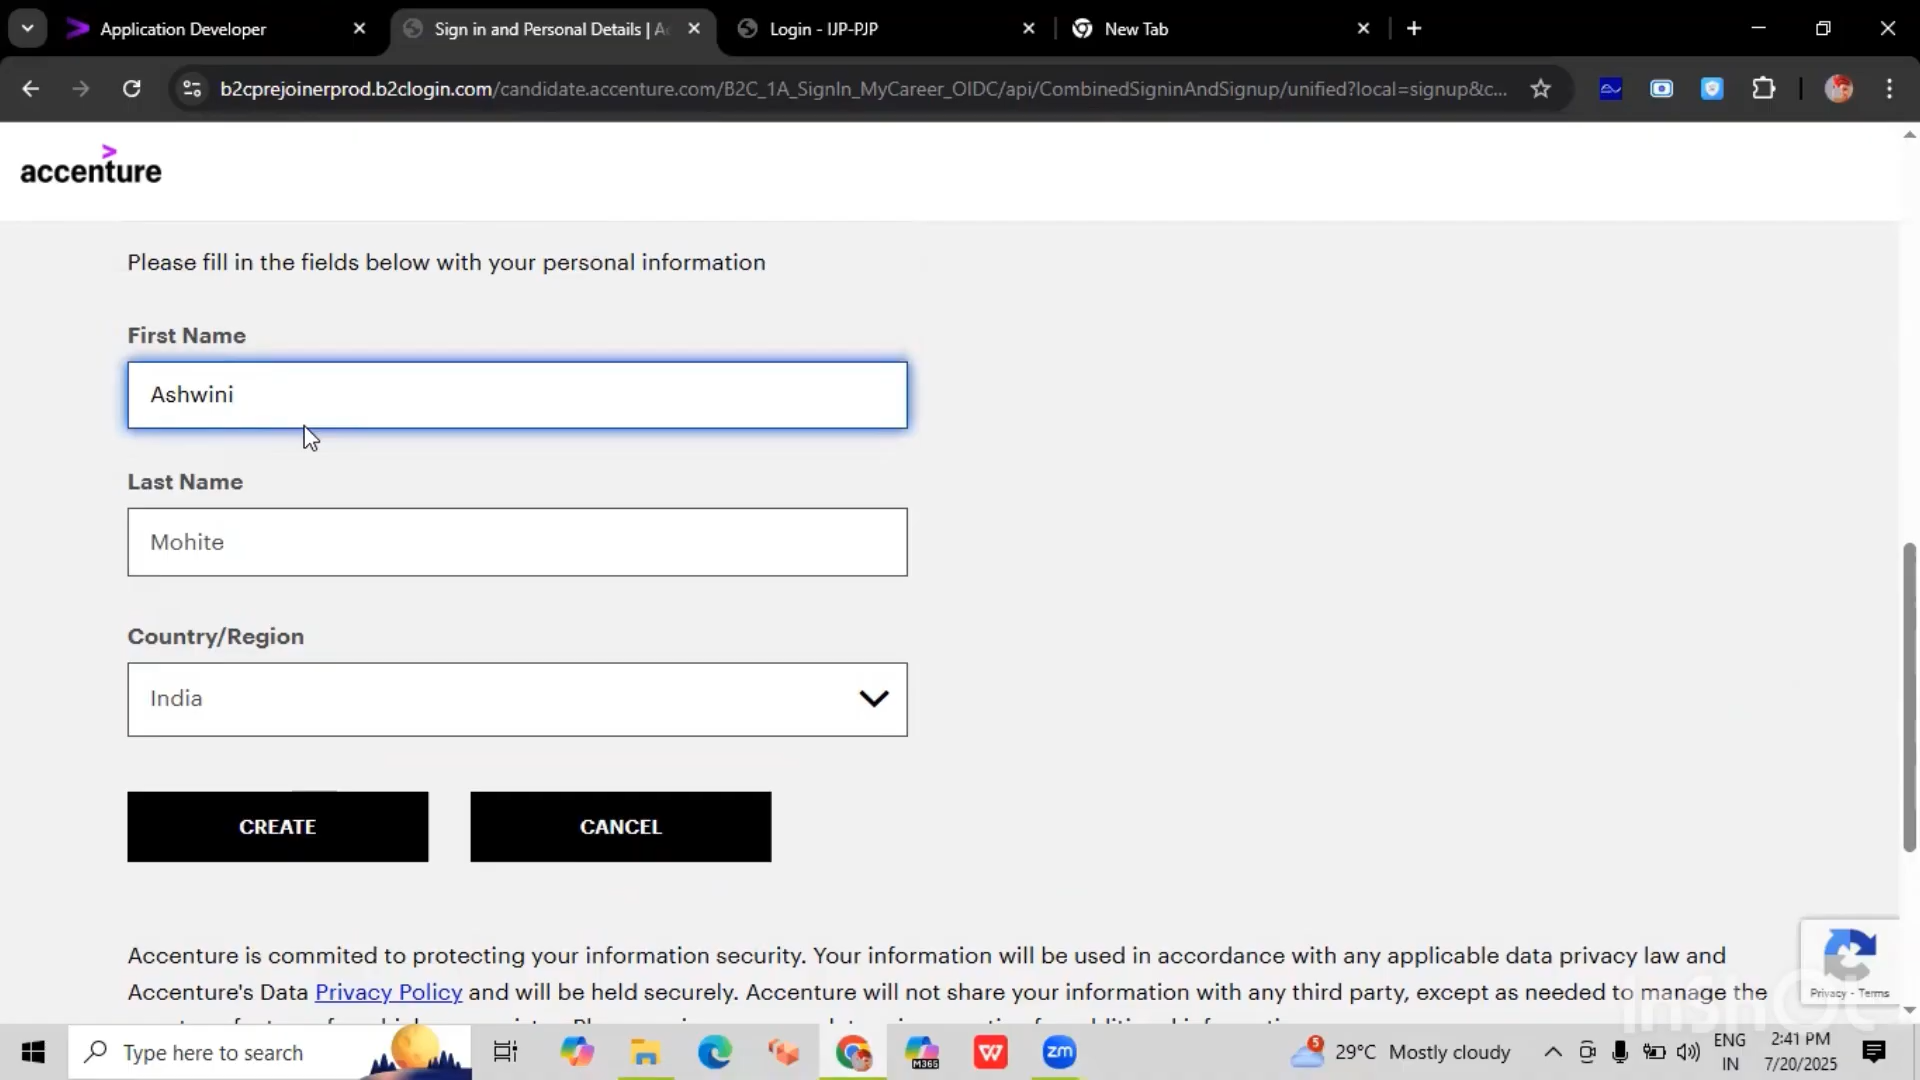 Application Developer
Sign in and Personal Details | Ac
Login - IJP-PJP
New Tab
b2cprejoinerprod.b2clogin.com/candidate.accenture.com/B2C_1A_SignIn_MyCareer_OIDC/api/CombinedSigninAndSignup/unified?local=signup&c...
accenture
Please fill in the fields below with your personal information
First Name
Ashwini
Last Name
Mohite
Country/Region
India
CREATE
CANCEL
Accenture is commited to protecting your information security. Your information will be used in accordance with any applicable data privacy law and
Accenture's Data Privacy Policy and will be held securely. Accenture will not share your information with any third party, except as needed to manage the
Privacy - Terms
InShOt
Type here to search
M365
W
zm
5
29°C Mostly cloudy
ENG
IN
2:41 PM
7/20/2025